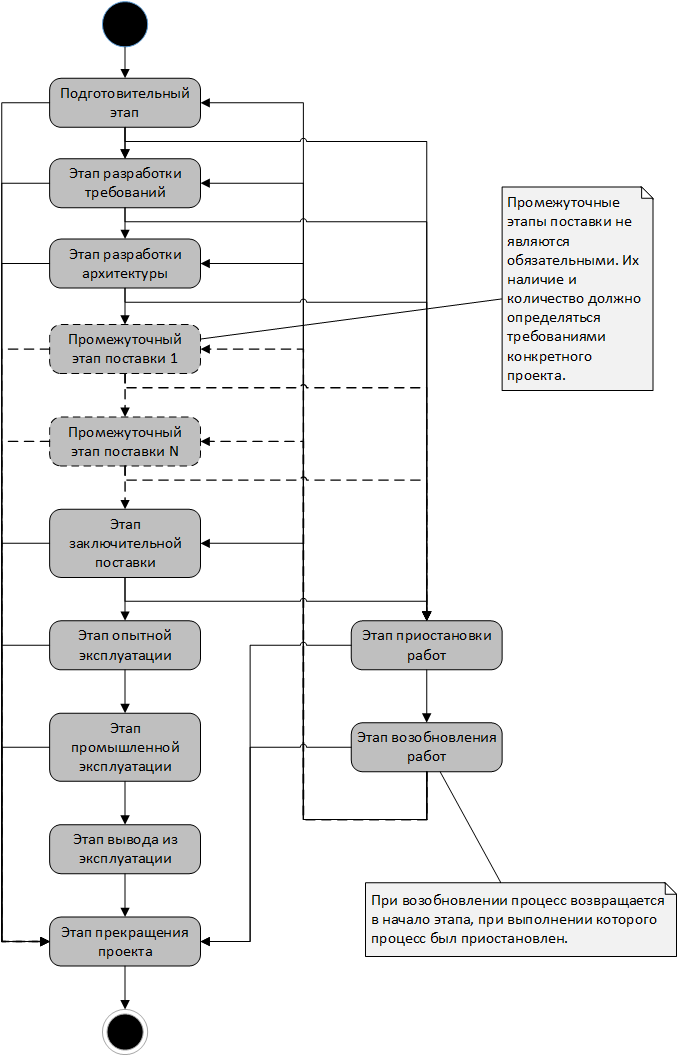 Подготовительный
этап
Этап разработки
требований
Этап разработки
архитектуры
Промежуточный
этап поставки 1
Промежуточный
этап поставки N
Этап
заключительной
поставки
Этап опытной
эксплуатации
Этап
промышленной
эксплуатации
Этап вывода из
эксплуатации
Этап прекращения
проекта
Промежуточные
этапы поставки не
являются
обязательными. Их
наличие и
количество должно
определяться
требованиями
конкретного
проекта.
Этап приостановки
работ
Этап возобновления
работ
При возобновлении процесс возвращается
в начало этапа, при выполнении которого
процесс был приостановлен.